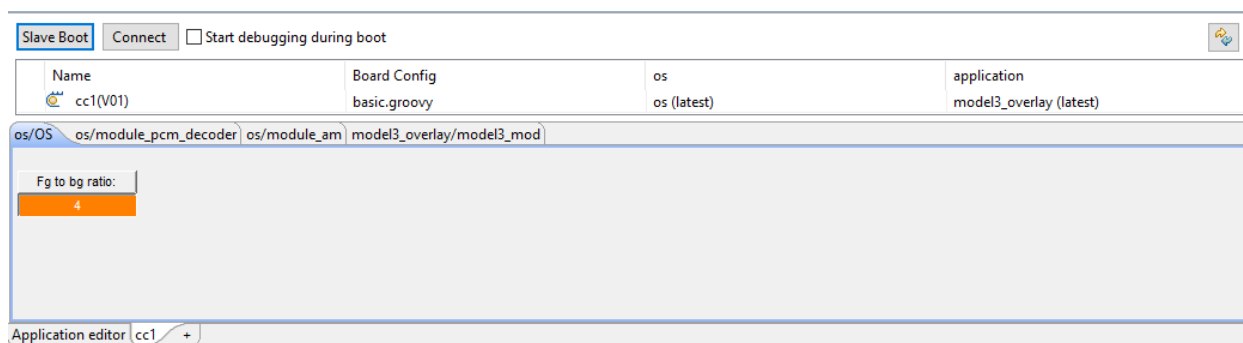 Slave Boot Connect Start debugging during boot
Name Board Config os application
cc1(V01) basic.groovy os (latest) model3_overlay (latest)
os/OS os/module_pcm_decoder os/module_am model3_overlay/model3_mod
Fg to bg ratio:
4
Application editor cc1 +